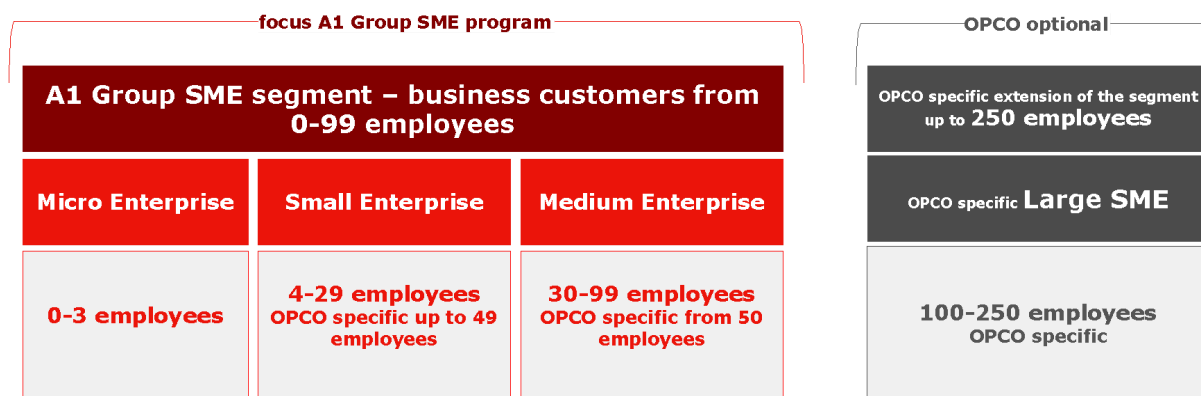 focus A1 Group SME program
OPCO optional
A1 Group SME segment – business customers from
0-99 employees
OPCO specific extension of the segment
up to 250 employees
Micro Enterprise
Small Enterprise
Medium Enterprise
OPCO specific Large SME
0-3 employees
4-29 employees
OPCO specific up to 49
employees
30-99 employees
OPCO specific from 50
employees
100-250 employees
OPCO specific